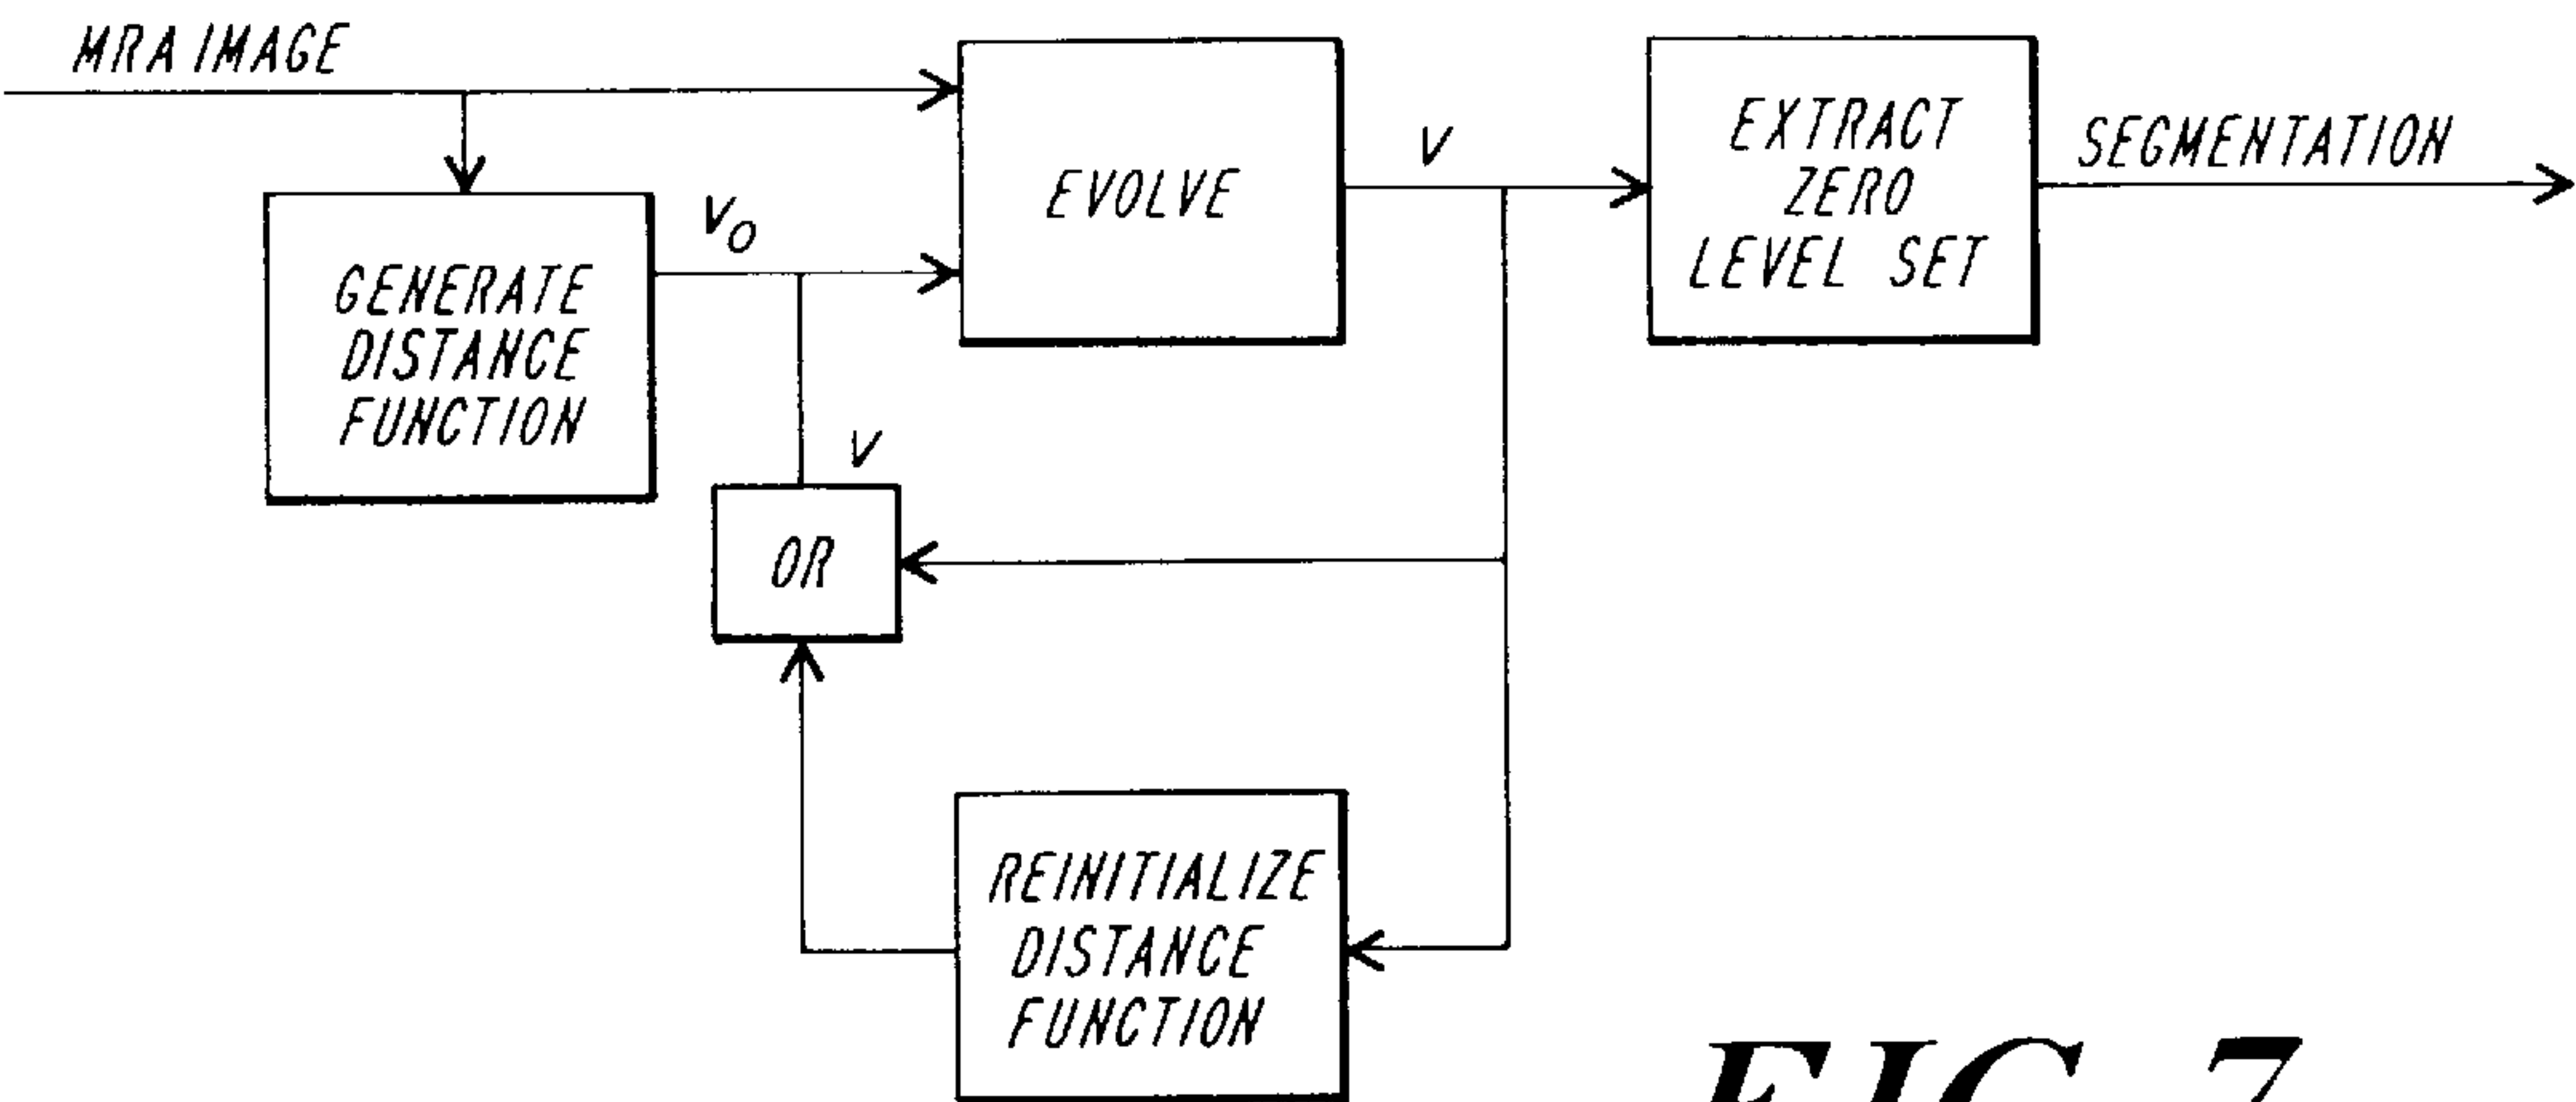 MRA IMAGE
EVOLVE
V
EXTRACT
ZERO
LEVEL SET
SEGMENTATION
V0
GENERATE
DISTANCE
FUNCTION
V
OR
REINITIALIZE
DISTANCE
FUNCTION
FIG. 7